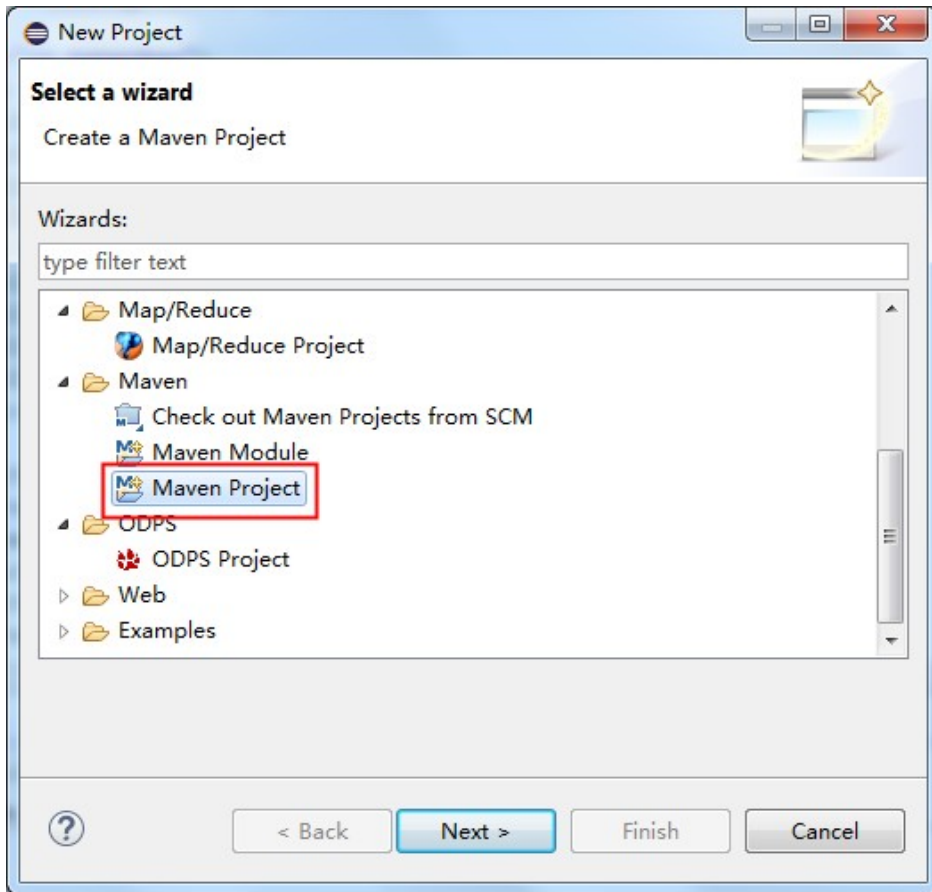 New Project
Select a wizard
Create a Maven Project
Wizards:
type filter text
Map/Reduce
Map/Reduce Project
Maven
Check out Maven Projects from SCM
Maven Module
Maven Project
ODPS
ODPS Project
Web
Examples
< Back Next > Finish Cancel